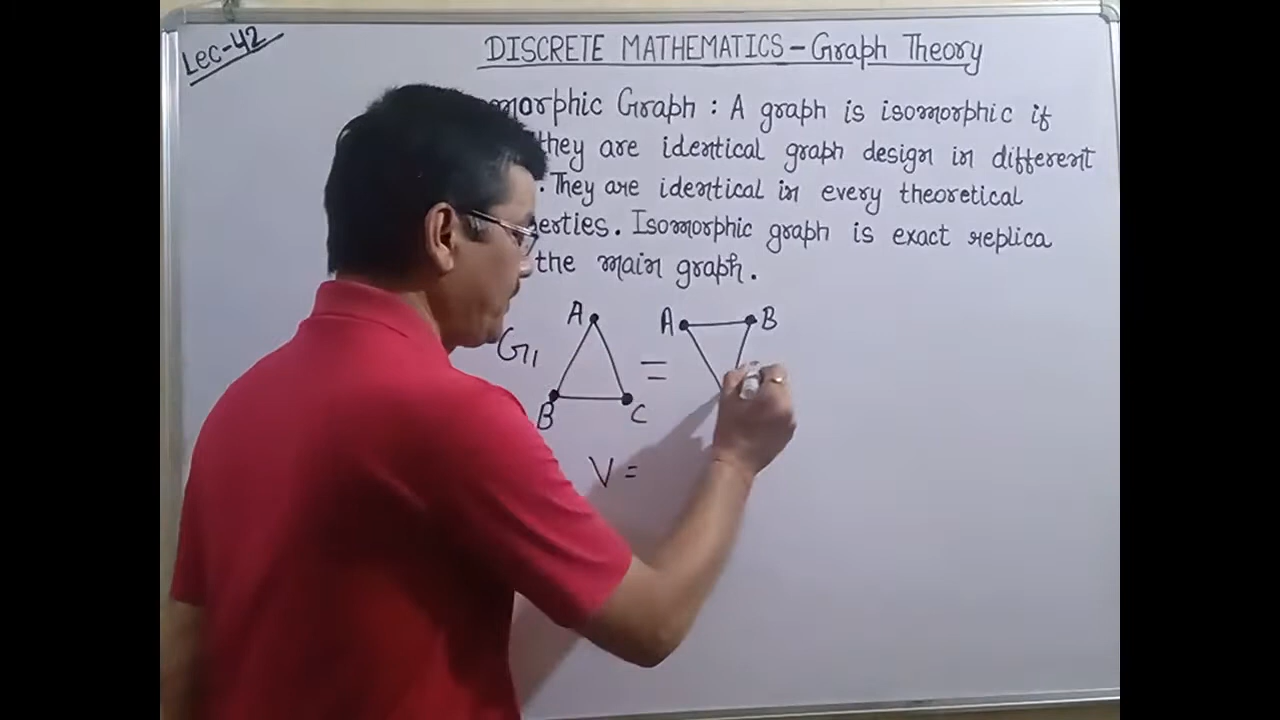 Lec-42
DISCRETE MATHEMATICS - Graph Theory
morphic Graph : A graph is isomorphic if
they are identical graph design in different
. They are identical in every theoretical
erties. Isomorphic graph is exact replica
the main graph.
G1 A B C = A B
V =